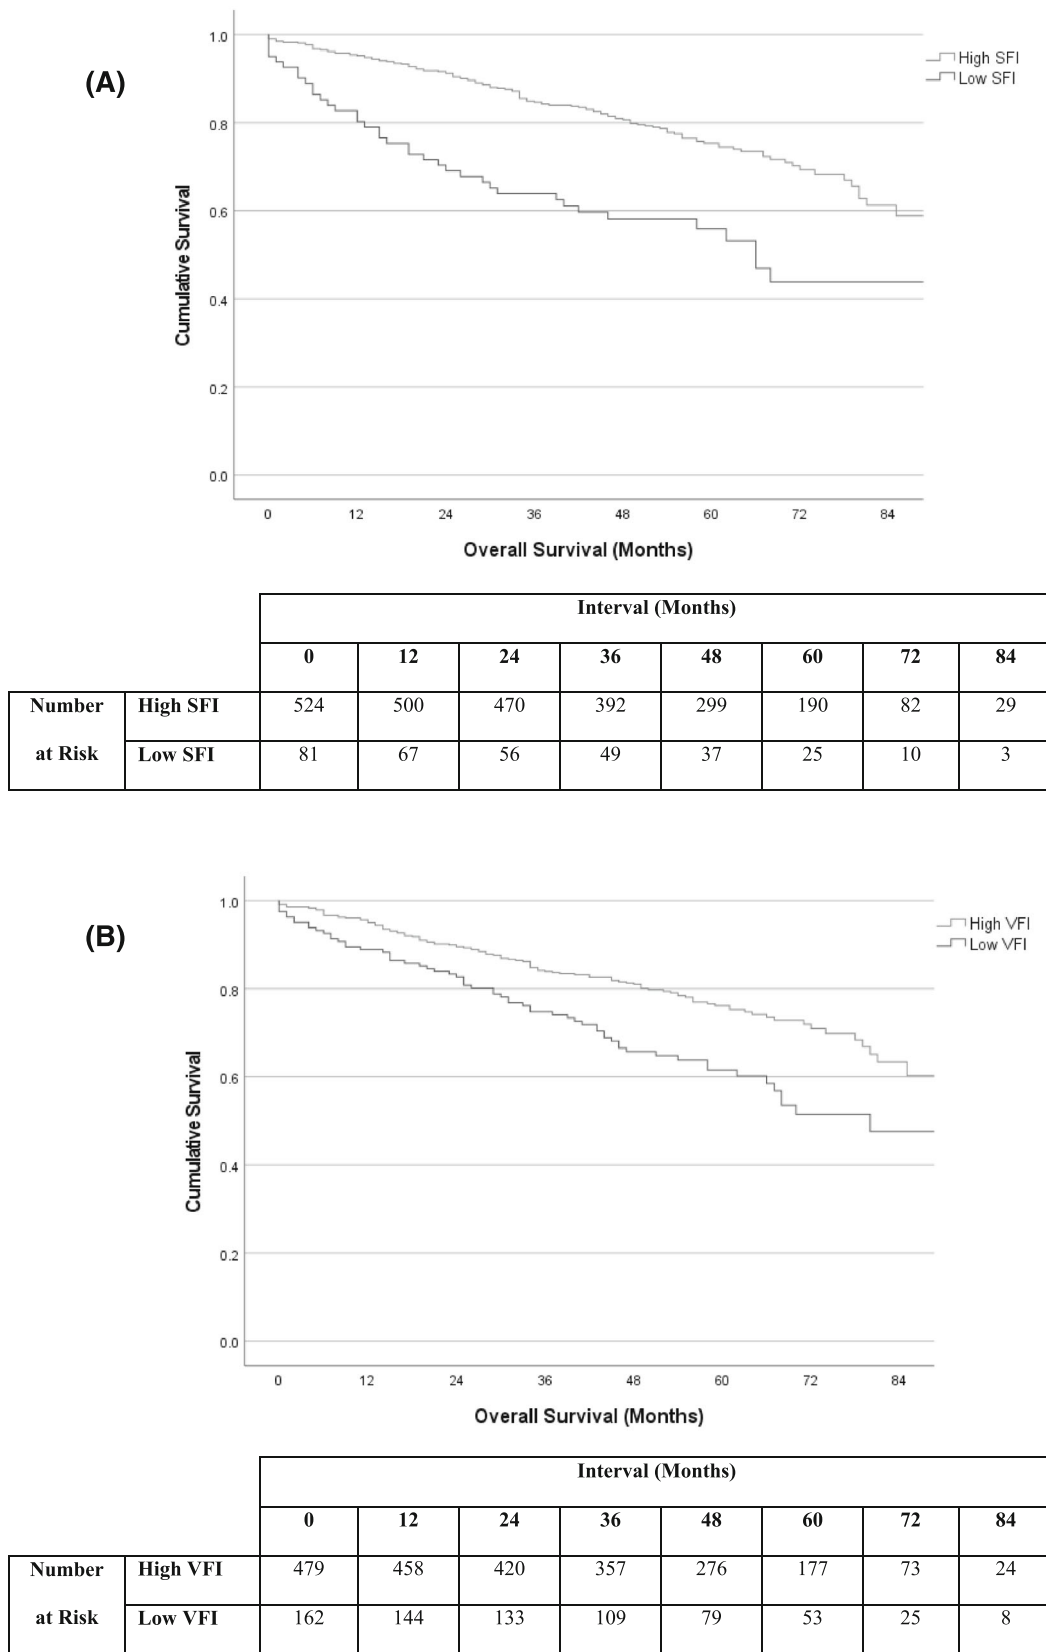 (A)
High SFI
Low SFI
1.0
0.8
0.6
0.4
0.2
0.0
Cumulative Survival
0 12 24 36 48 60 72 84
Overall Survival (Months)
Interval (Months)
0 12 24 36 48 60 72 84
Number at Risk
High SFI 524 500 470 392 299 190 82 29
Low SFI 81 67 56 49 37 25 10 3
(B)
High VFI
Low VFI
1.0
0.8
0.6
0.4
0.2
0.0
Cumulative Survival
0 12 24 36 48 60 72 84
Overall Survival (Months)
Interval (Months)
0 12 24 36 48 60 72 84
Number at Risk
High VFI 479 458 420 357 276 177 73 24
Low VFI 162 144 133 109 79 53 25 8